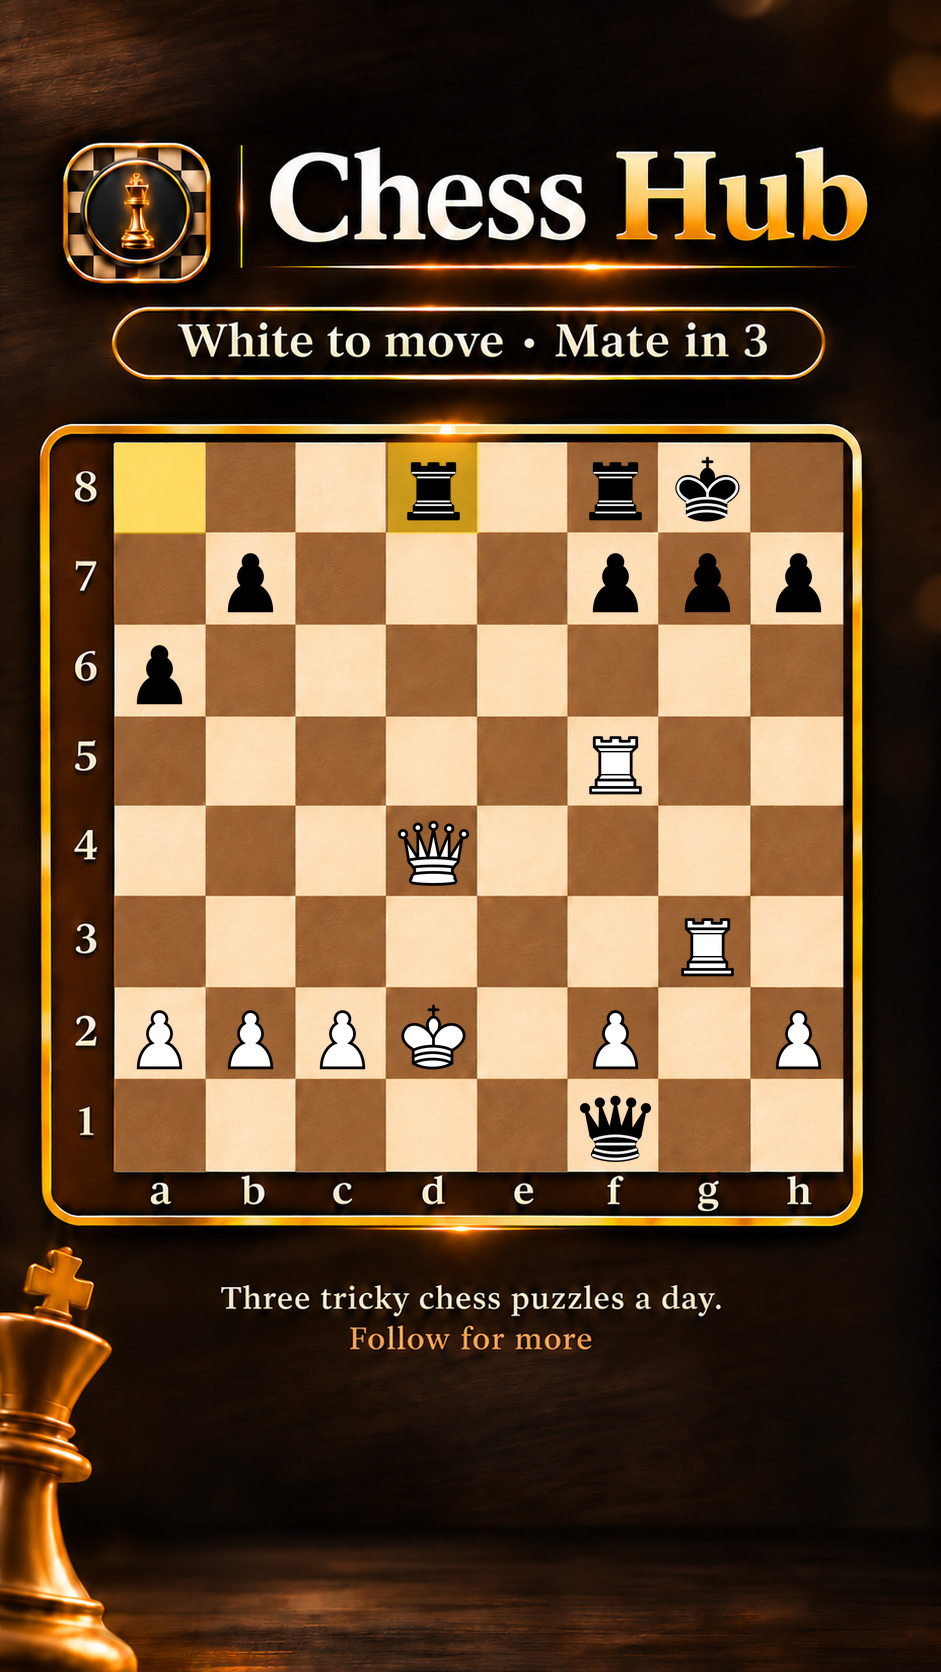 Chess Hub
White to move • Mate in 3
8
7
6
5
4
3
2
1
a b c d e f g h
Three tricky chess puzzles a day.
Follow for more